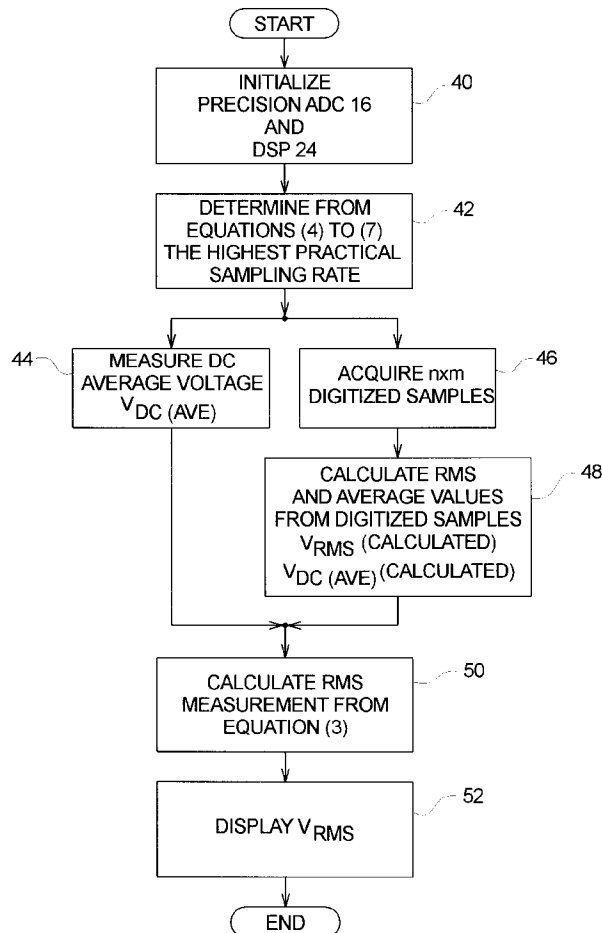 START
INITIALIZE
PRECISION ADC 16
AND
DSP 24
40
DETERMINE FROM
EQUATIONS (4) TO (7)
THE HIGHEST PRACTICAL
SAMPLING RATE
42
44
MEASURE DC
AVERAGE VOLTAGE
VDC (AVE)
46
ACQUIRE nxm
DIGITIZED SAMPLES
CALCULATE RMS
AND AVERAGE VALUES
FROM DIGITIZED SAMPLES
VRMS (CALCULATED)
VDC (AVE) (CALCULATED)
48
CALCULATE RMS
MEASUREMENT FROM
EQUATION (3)
50
DISPLAY VRMS
52
END